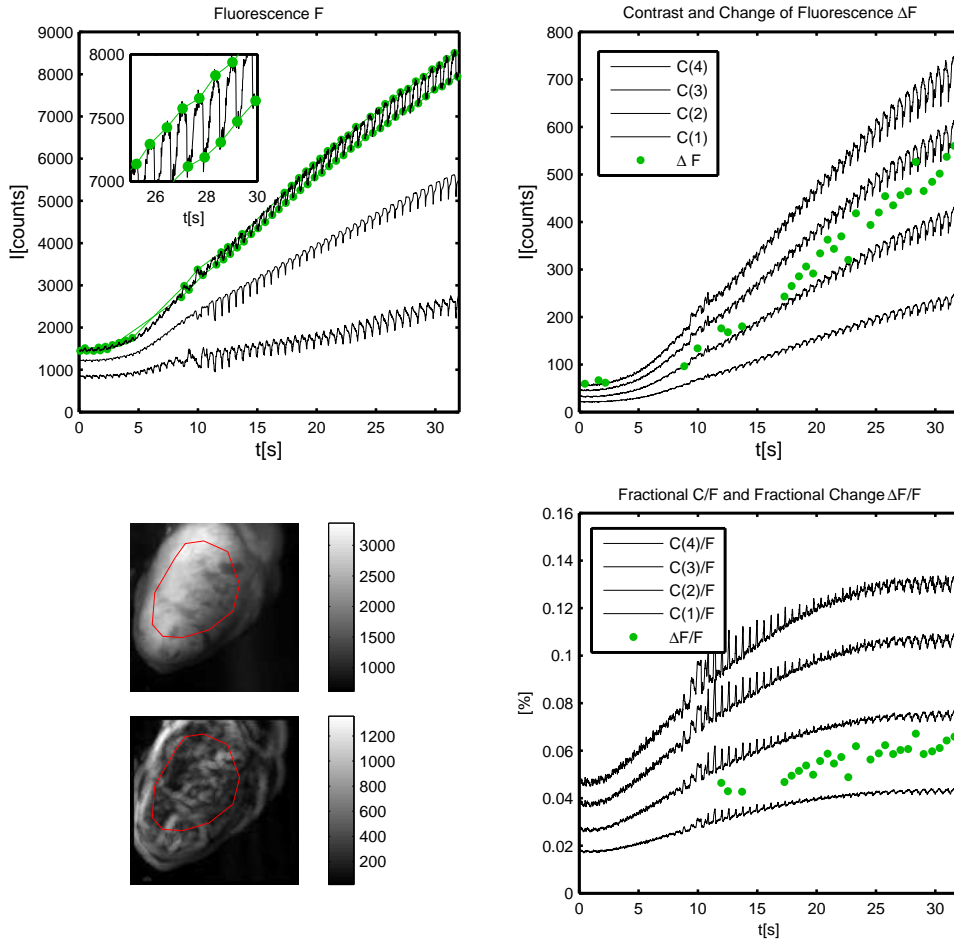 Fluorescence F
9000
8000
7000
6000
5000
4000
3000
2000
1000
0
I[counts]
0 5 10 15 20 25 30
t[s]
8000
7500
7000
26 28 30
t[s]
Contrast and Change of Fluorescence ΔF
800
700
600
500
400
300
200
100
0
I[counts]
0 5 10 15 20 25 30
t[s]
C(4)
C(3)
C(2)
C(1)
Δ F
3000
2500
2000
1500
1000
1200
1000
800
600
400
200
Fractional C/F and Fractional Change ΔF/F
0.16
0.14
0.12
0.1
0.08
0.06
0.04
0.02
0
[%]
0 5 10 15 20 25 30
t[s]
C(4)/F
C(3)/F
C(2)/F
C(1)/F
ΔF/F